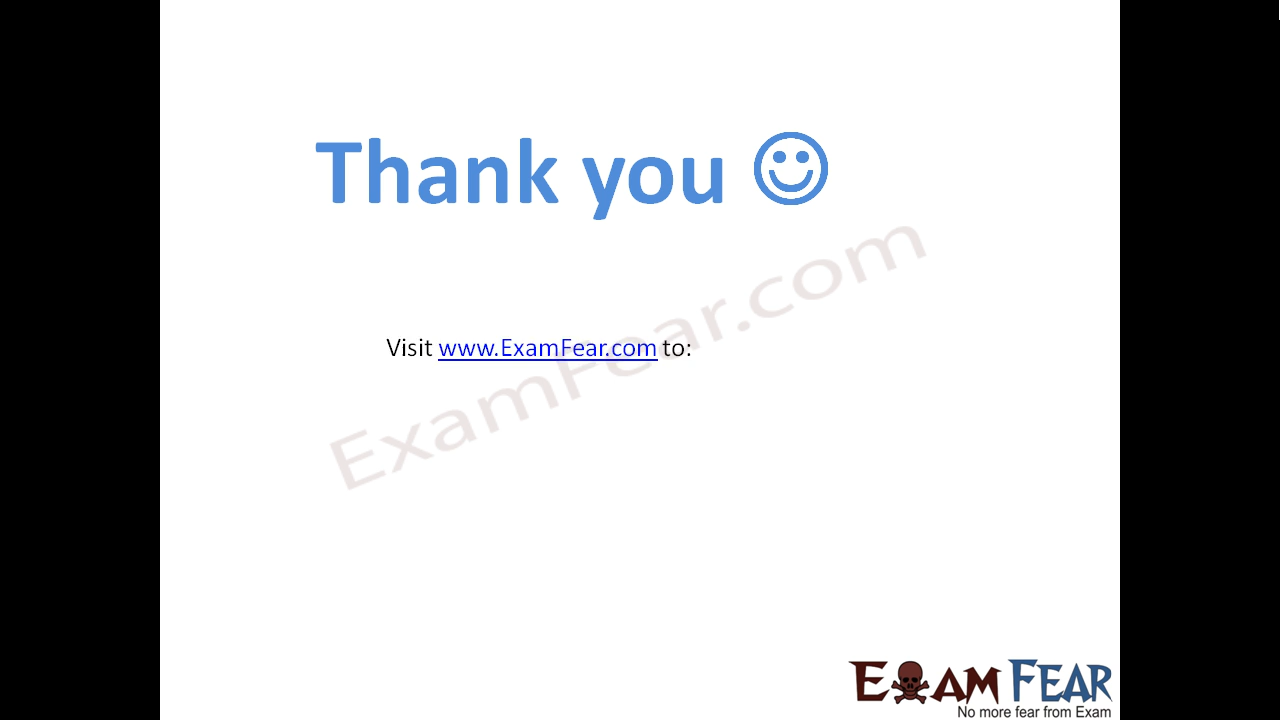 Thank you ☺
ExamFear.com
Visit www.ExamFear.com to:
EXAM FEAR
No more fear from Exam